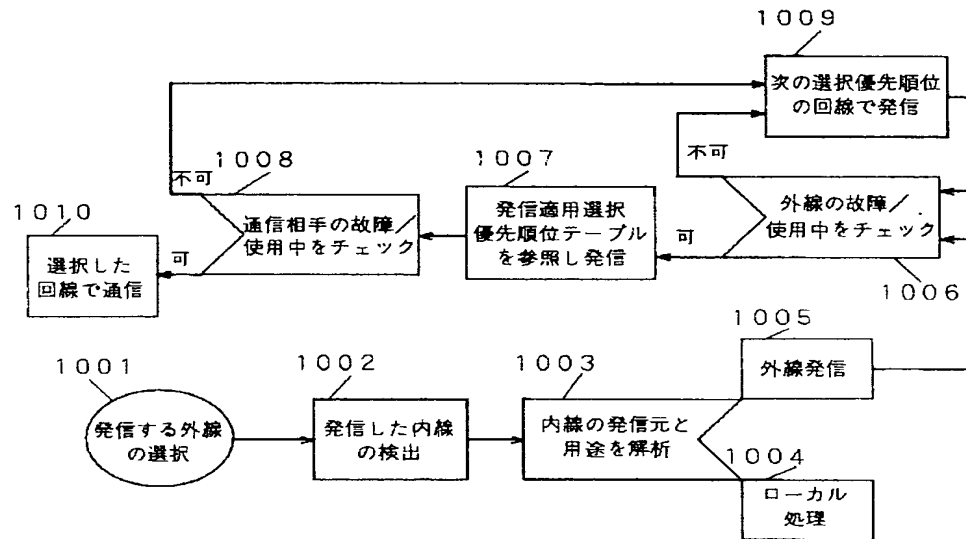 1009
次の選択優先順位
の回線で発信
不可
1008
不可
通信相手の故障/
使用中をチェック
1007
発信適用選択
優先順位テーブル
を参照し発信
可
外線の故障/
使用中をチェック
1006
1010
選択した
回線で通信
可
1001
発信する外線
の選択
1002
発信した内線
の検出
1003
内線の発信元と
用途を解析
1005
外線発信
1004
ローカル
処理